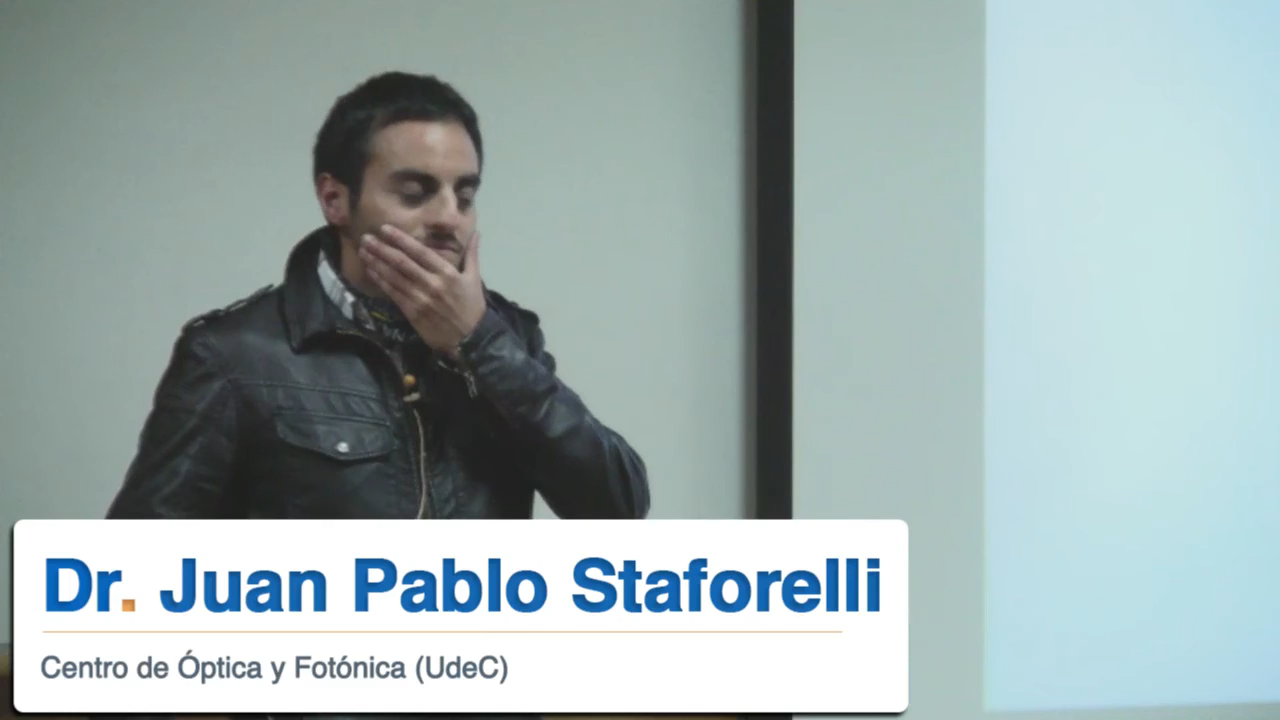 Dr. Juan Pablo Staforelli
Centro de Óptica y Fotónica (UdeC)